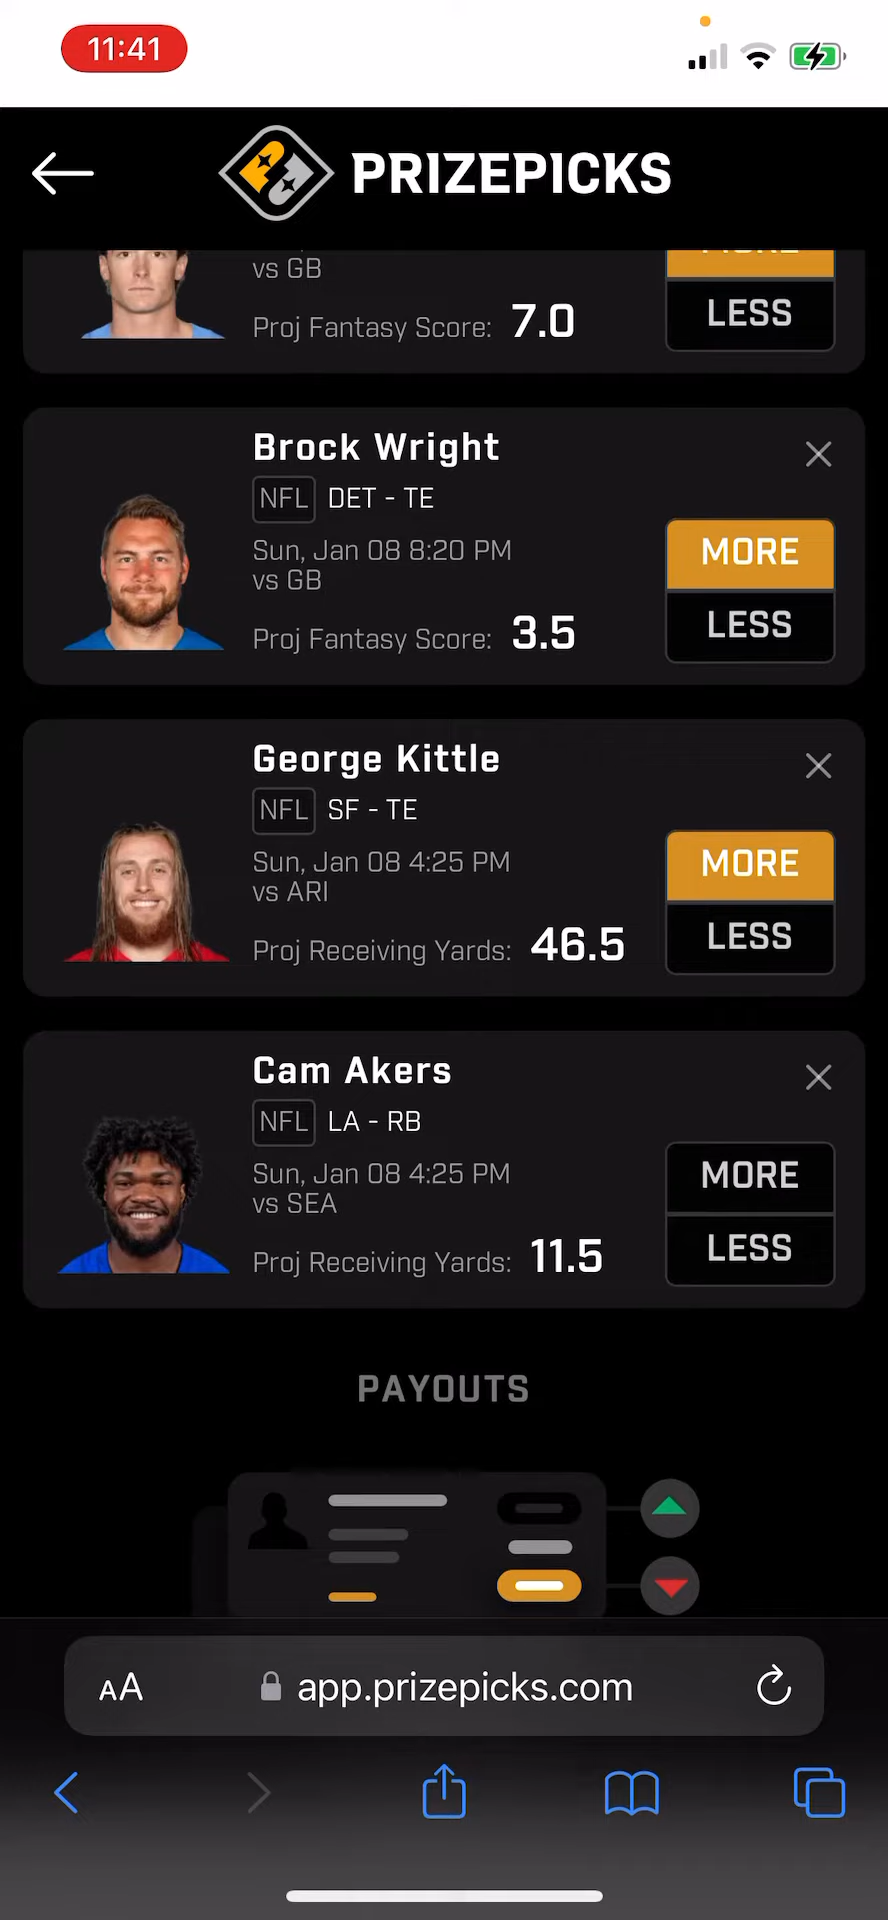 11:41
PRIZEPICKS
vs GB
MORE
Proj Fantasy Score: 7.0
LESS
Brock Wright
NFL DET - TE
Sun, Jan 08 8:20 PM
vs GB
MORE
Proj Fantasy Score: 3.5
LESS
George Kittle
NFL SF - TE
Sun, Jan 08 4:25 PM
vs ARI
MORE
Proj Receiving Yards: 46.5
LESS
Cam Akers
NFL LA - RB
Sun, Jan 08 4:25 PM
vs SEA
MORE
Proj Receiving Yards: 11.5
LESS
PAYOUTS
AA app.prizepicks.com